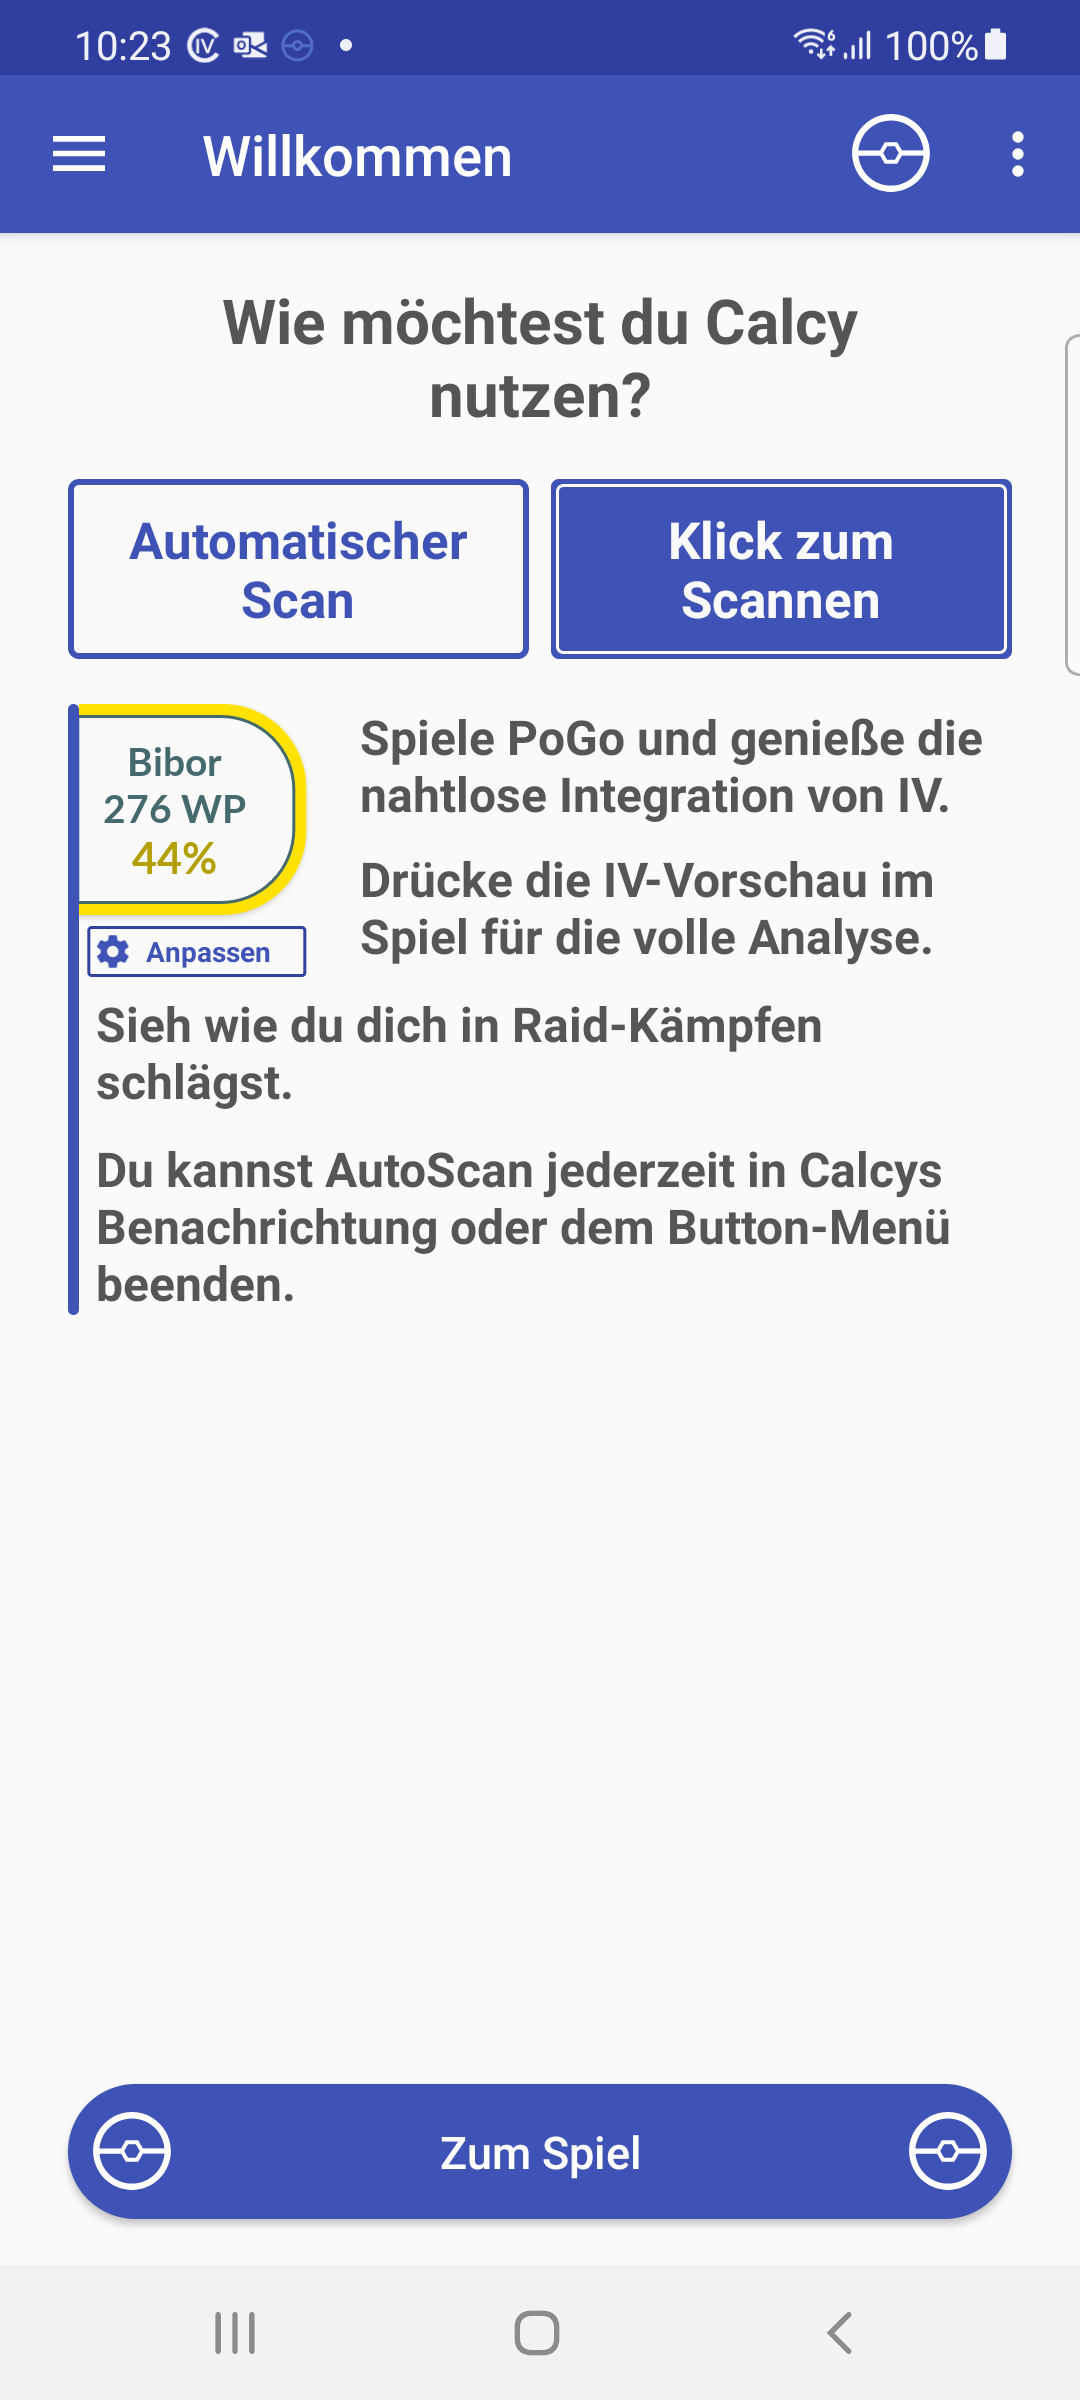 10:23
100%
Willkommen
Wie möchtest du Calcy
nutzen?
Automatischer
Scan
Klick zum
Scannen
Bibor
276 WP
44%
Anpassen
Spiele PoGo und genieße die
nahtlose Integration von IV.
Drücke die IV-Vorschau im
Spiel für die volle Analyse.
Sieh wie du dich in Raid-Kämpfen
schlägst.
Du kannst AutoScan jederzeit in Calcys
Benachrichtung oder dem Button-Menü
beenden.
Zum Spiel